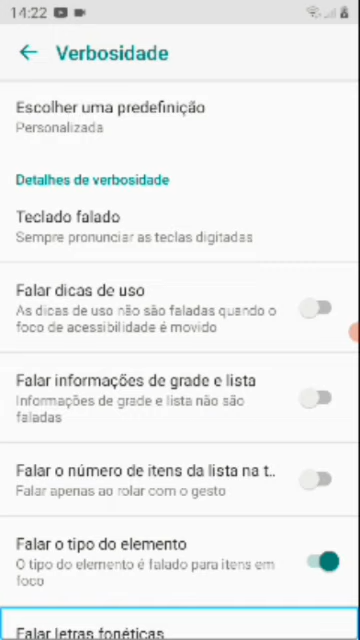 14:22
Verbosidade
Escolher uma predefinição
Personalizada
Detalhes de verbosidade
Teclado falado
Sempre pronunciar as teclas digitadas
Falar dicas de uso
As dicas de uso não são faladas quando o
foco de acessibilidade é movido
Falar informações de grade e lista
Informações de grade e lista não são
faladas
Falar o número de itens da lista na t..
Falar apenas ao rolar com o gesto
Falar o tipo do elemento
O tipo do elemento é falado para itens em
foco
Falar letras fonéticas